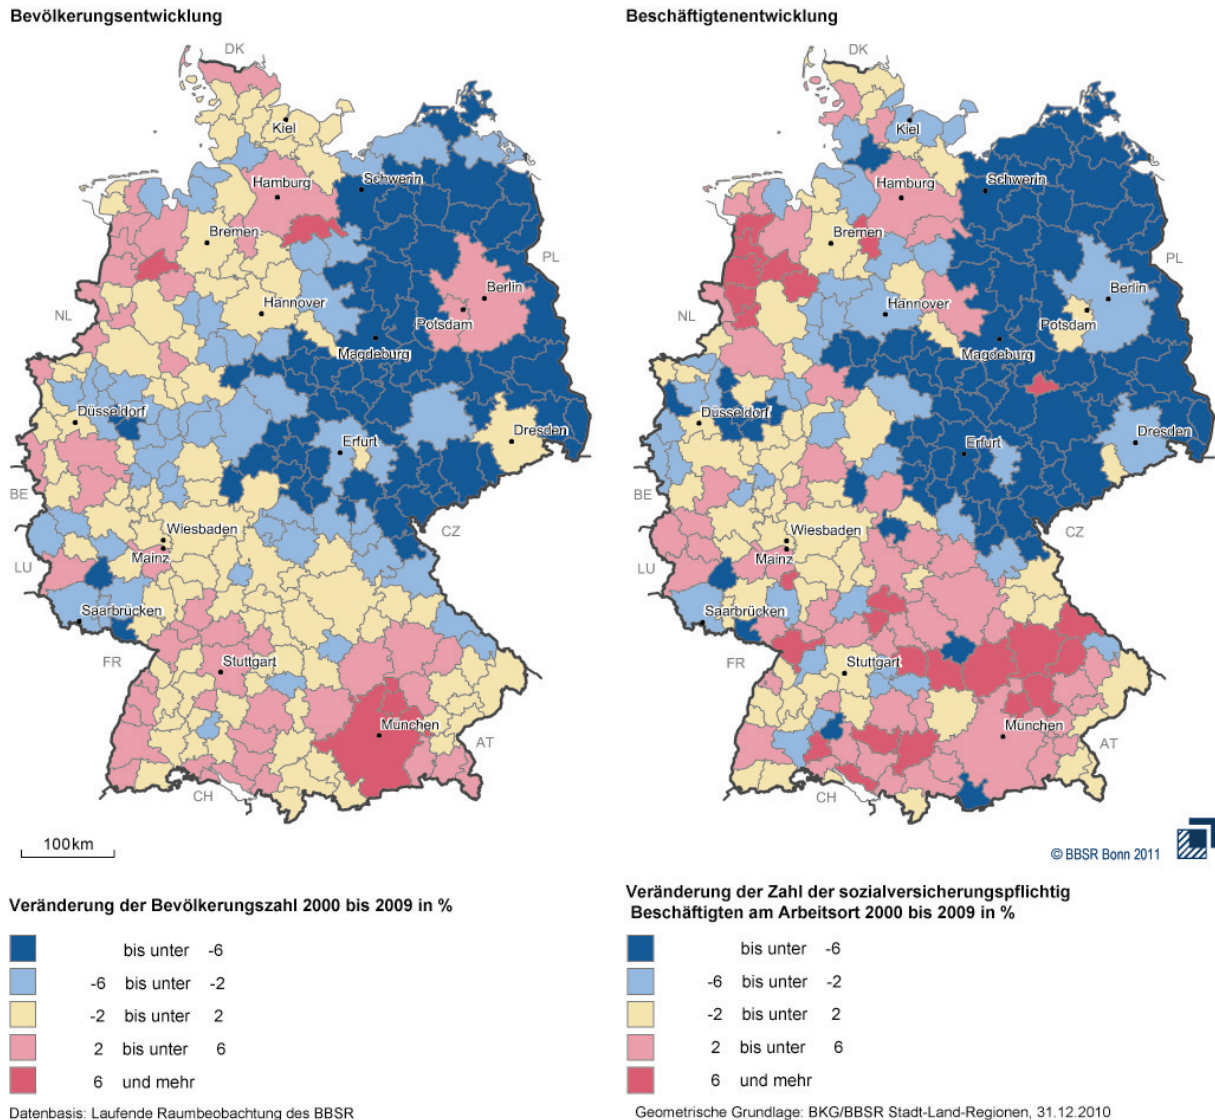 Bevölkerungsentwicklung
DK
Kiel
Hamburg
Schwerin
Bremen
PL
Berlin
NL
Hannover
Potsdam
Magdeburg
Düsseldorf
Erfurt
Dresden
BE
Wiesbaden
CZ
Mainz
LU
Saarbrücken
FR
Stuttgart
München
AT
CH
100km
Beschäftigtenentwicklung
DK
Kiel
Schwerin
Hamburg
Bremen
PL
Berlin
NL
Hannover
Potsdam
Magdeburg
Düsseldorf
Erfurt
Dresden
BE
Wiesbaden
CZ
Mainz
LU
Saarbrücken
FR
Stuttgart
München
AT
CH
© BBSR Bonn 2011
Veränderung der Bevölkerungszahl 2000 bis 2009 in %
bis unter -6
-6 bis unter -2
-2 bis unter 2
2 bis unter 6
6 und mehr
Datenbasis: Laufende Raumbeobachtung des BBSR
Veränderung der Zahl der sozialversicherungspflichtig
Beschäftigten am Arbeitsort 2000 bis 2009 in %
bis unter -6
-6 bis unter -2
-2 bis unter 2
2 bis unter 6
6 und mehr
Geometrische Grundlage: BKG/BBSR Stadt-Land-Regionen, 31.12.2010